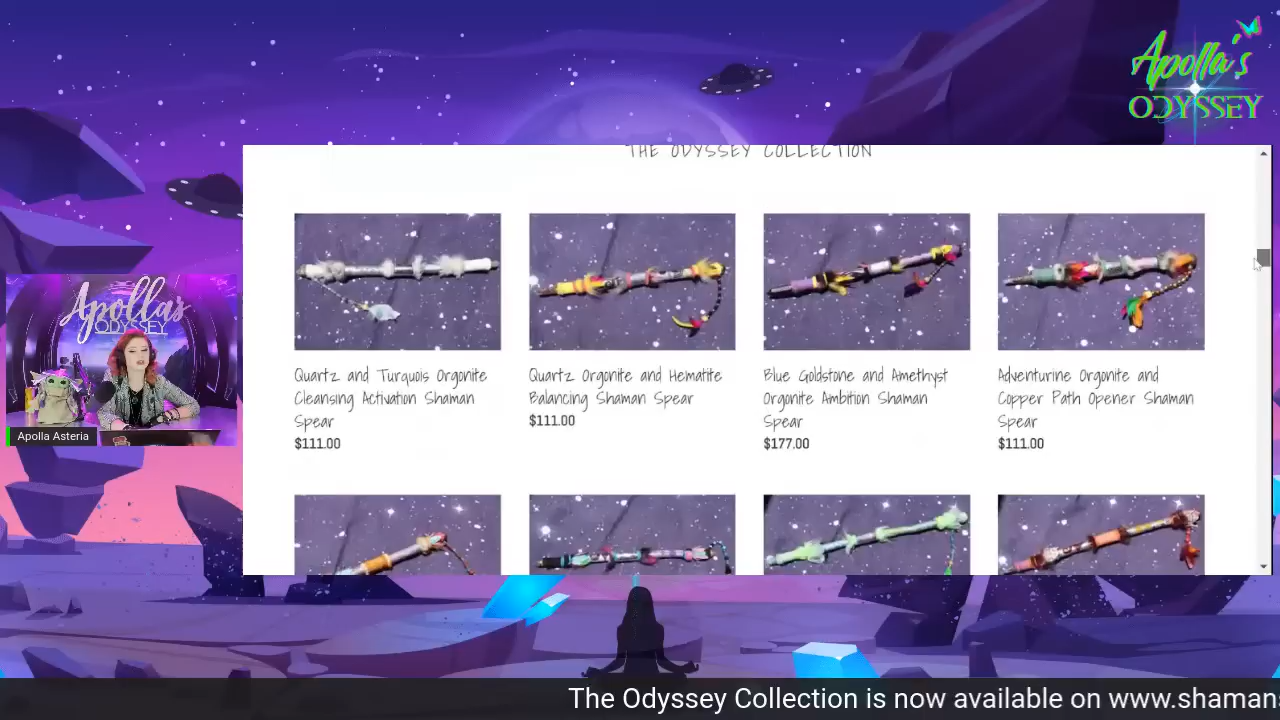 Apolla's
ODYSSEY
THE ODYSSEY COLLECTION
Quartz and Turquois Orgonite
Cleansing Activation Shaman
Spear
$111.00
Quartz Orgonite and Hematite
Balancing Shaman Spear
$111.00
Blue Goldstone and Amethyst
Orgonite Ambition Shaman
Spear
$177.00
Adventurine Orgonite and
Copper Path Opener Shaman
Spear
$111.00
Apollas
ODYSSEY
Apolla Asteria
The Odyssey Collection is now available on www.shaman